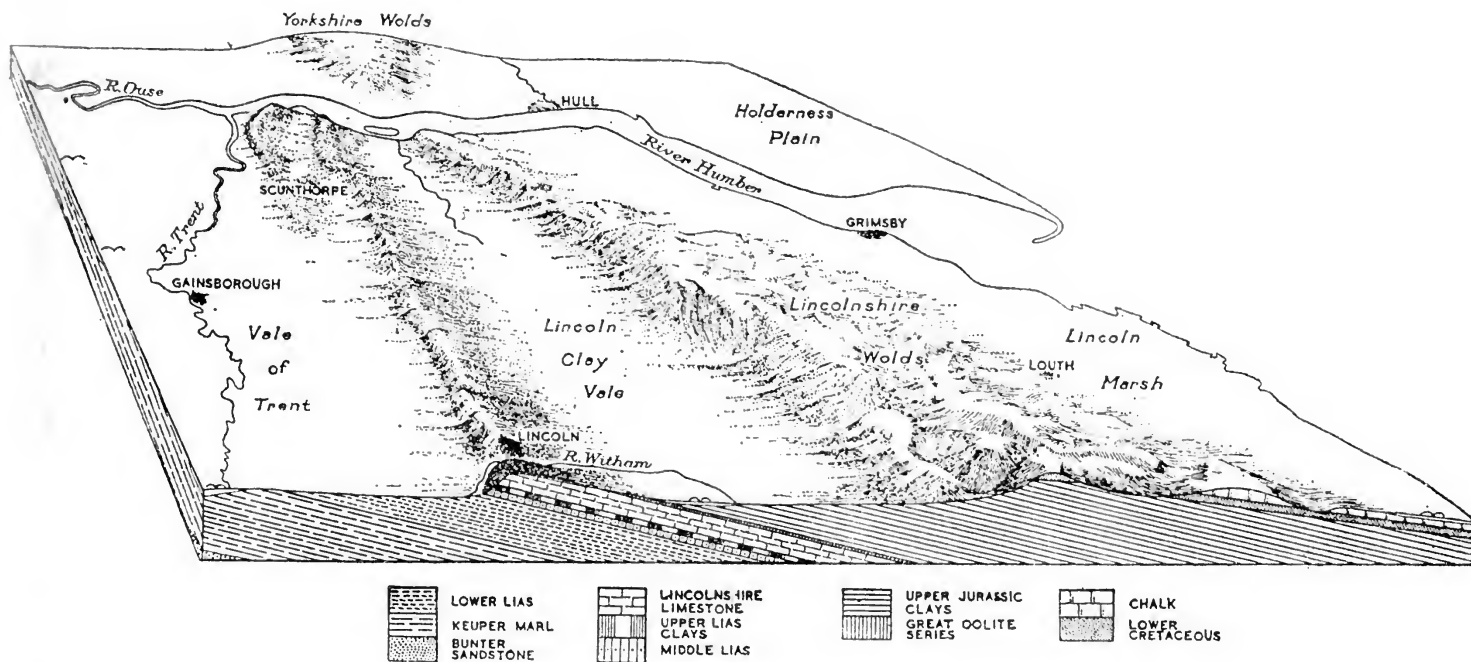 Yorkshire Wolds
R. Ouse
HULL
Holderness
Plain
River Humber
SCUNTHORPE
R. Trent
GRIMSBY
GAINSBOROUGH
Vale
of
Trent
Lincoln
Clay
Vale
Lincolnshire
Wolds
LOUTH
Lincoln
Marsh
LINCOLN
R. Witham
LOWER LIAS
KEUPER MARL
BUNTER
SANDSTONE
LINCOLNSHIRE
LIMESTONE
UPPER LIAS
CLAYS
MIDDLE LIAS
UPPER JURASSIC
CLAYS
GREAT OOLITE
SERIES
CHALK
LOWER
CRETACEOUS